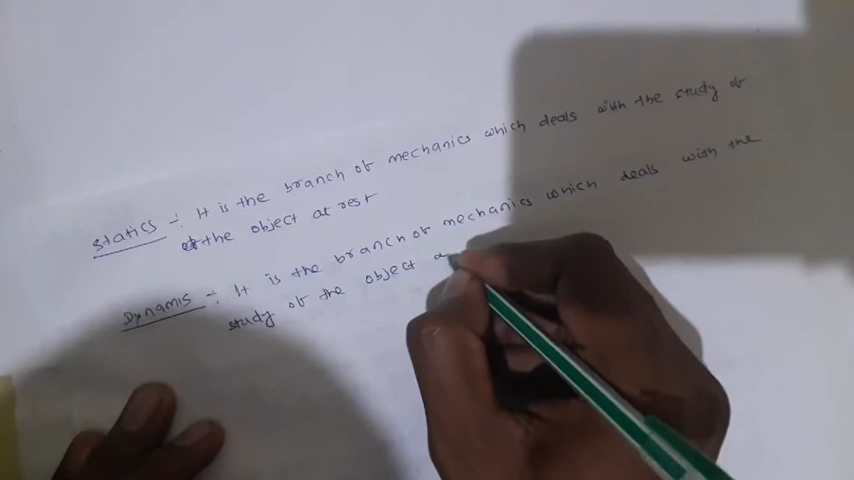 Statics -: It is the branch of mechanics which deals with the study of
the object at rest
Dynamis -: It is the branch of mechanics which deals with the
study of the object a